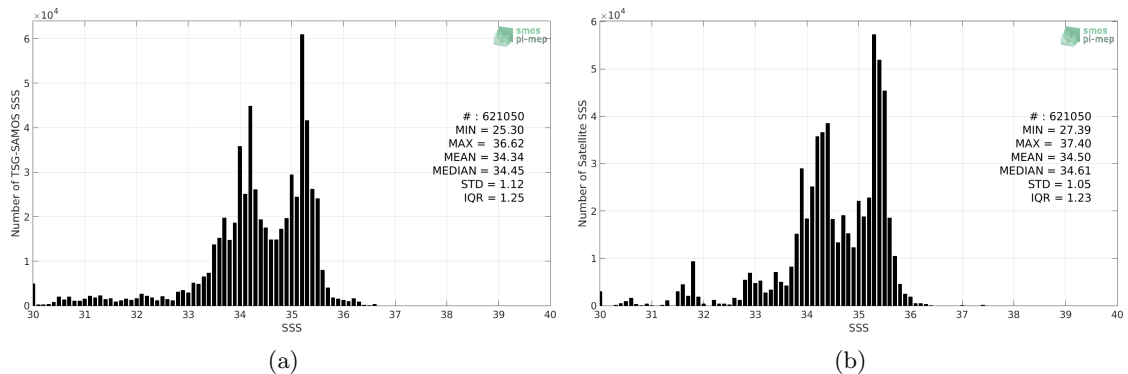 ×10⁴
smos
pi-mep
6
5
4
3
2
1
0
Number of TSG-SAMOS SSS
# : 621050
MIN = 25.30
MAX = 36.62
MEAN = 34.34
MEDIAN = 34.45
STD = 1.12
IQR = 1.25
30 31 32 33 34 35 36 37 38 39 40
SSS
(a)
×10⁴
smos
pi-mep
6
5
4
3
2
1
0
Number of Satellite SSS
# : 621050
MIN = 27.39
MAX = 37.40
MEAN = 34.50
MEDIAN = 34.61
STD = 1.05
IQR = 1.23
30 31 32 33 34 35 36 37 38 39 40
SSS
(b)